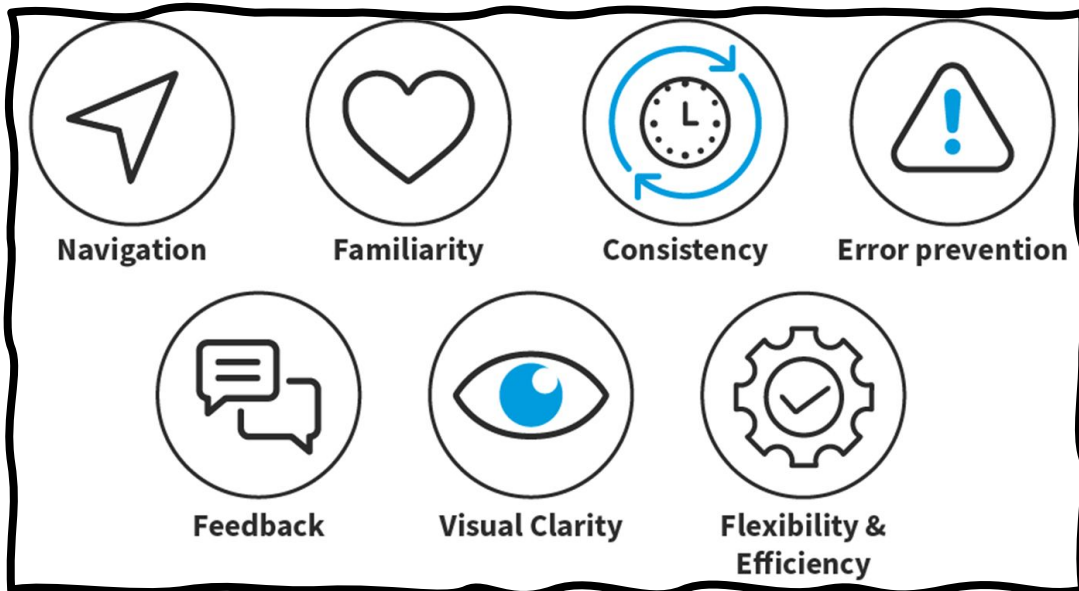 Navigation
Familiarity
Consistency
Error prevention
Feedback
Visual Clarity
Flexibility &
Efficiency